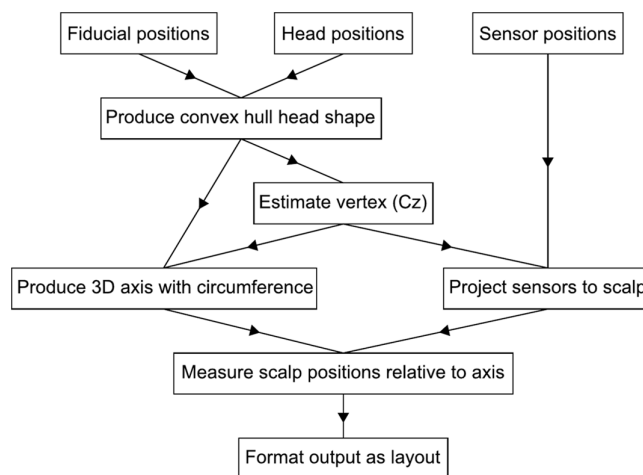 Fiducial positions
Head positions
Sensor positions
Produce convex hull head shape
Estimate vertex (Cz)
Produce 3D axis with circumference
Project sensors to scalp
Measure scalp positions relative to axis
Format output as layout